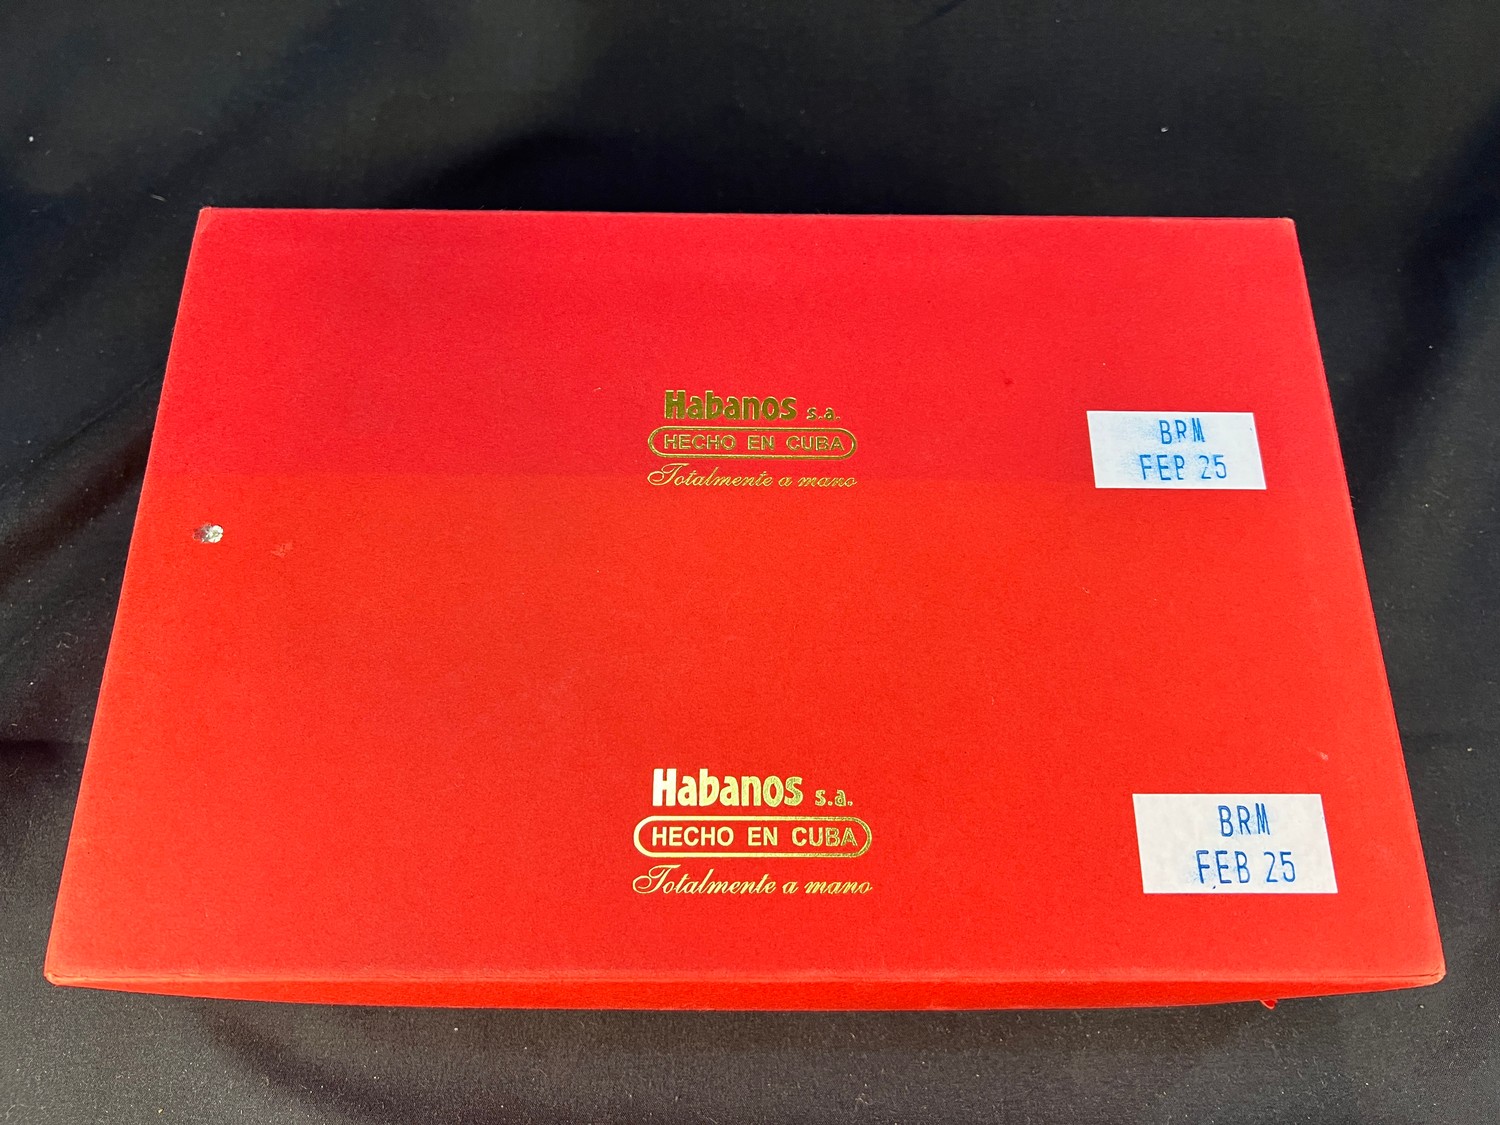 Habanos s.a.
HECHO EN CUBA
Totalmente a mano
BRM
FEB 25
Habanos s.a.
HECHO EN CUBA
Totalmente a mano
BRM
FEB 25